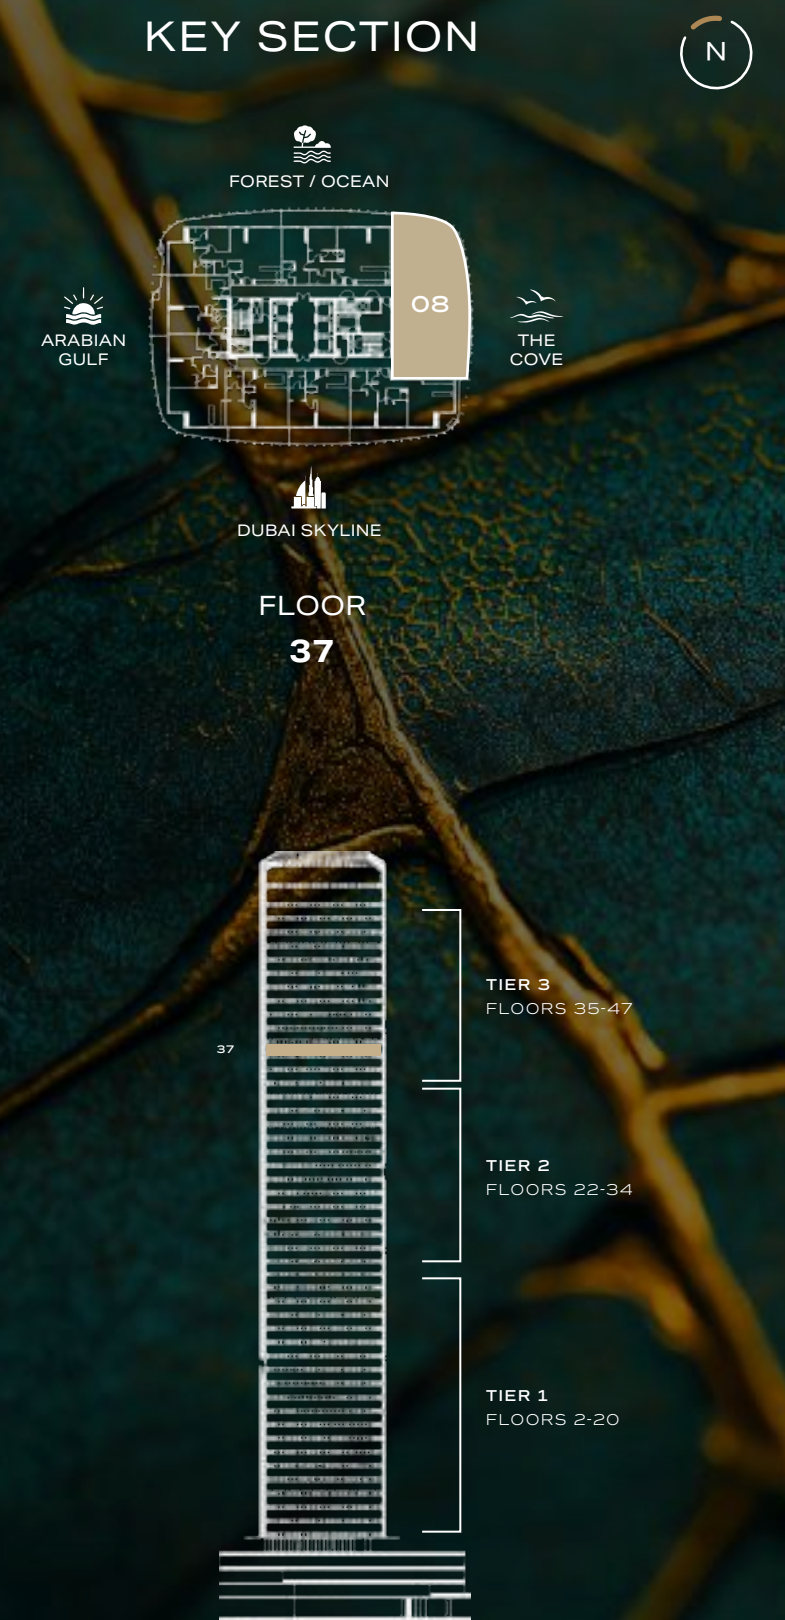 KEY SECTION
N
FOREST / OCEAN
08
ARABIAN
GULF
THE
COVE
DUBAI SKYLINE
FLOOR
37
TIER 3
FLOORS 35-47
37
TIER 2
FLOORS 22-34
TIER 1
FLOORS 2-20